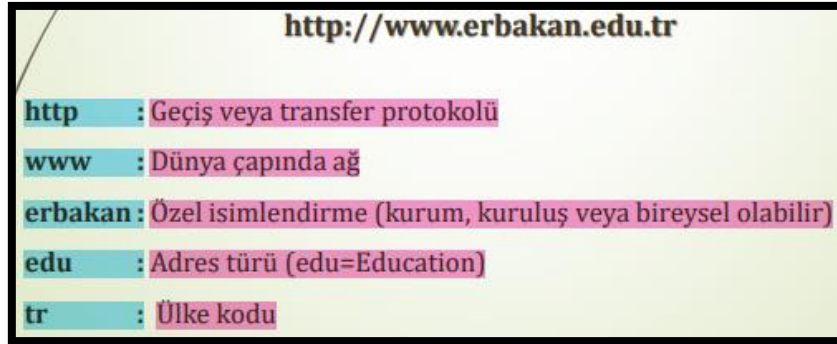 http://www.erbakan.edu.tr
http : Geçiş veya transfer protokolü
www : Dünya çapında ağ
erbakan : Özel isimlendirme (kurum, kuruluş veya bireysel olabilir)
edu : Adres türü (edu=Education)
tr : Ülke kodu